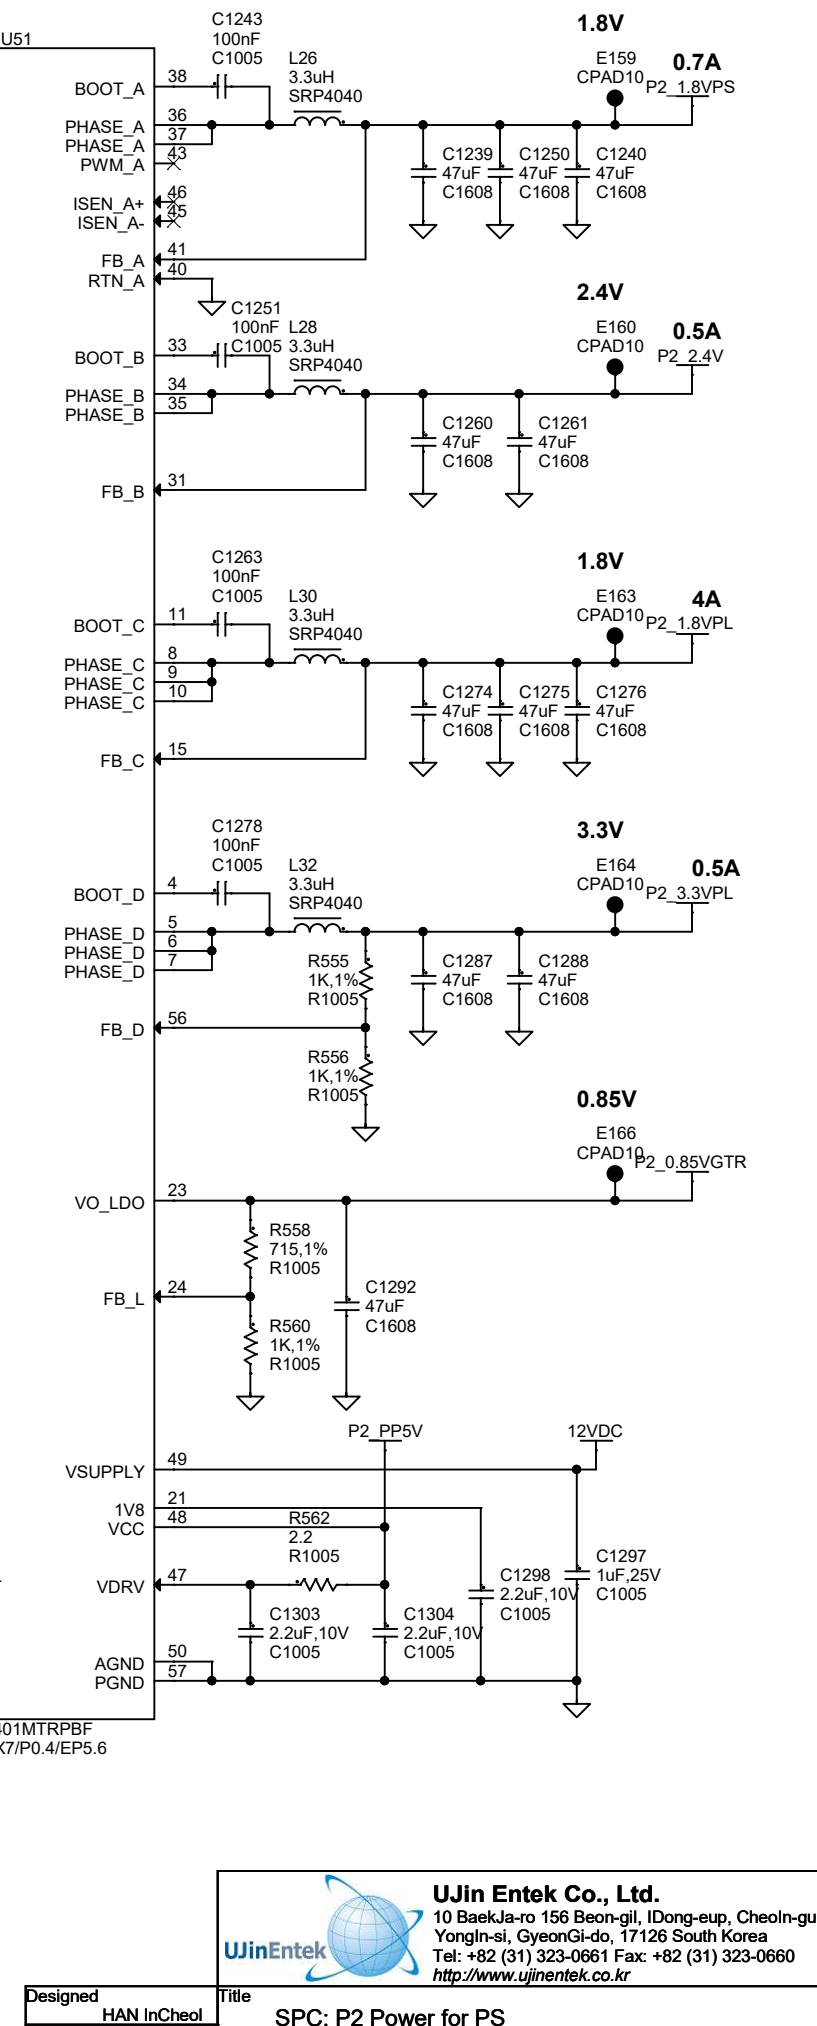 U51
C1243
100nF
C1005
L26
3.3uH
SRP4040
1.8V
E159
CPAD10
0.7A
P2_1.8VPS
BOOT_A
38
PHASE_A
36
PHASE_A
37
PWM_A
43
ISEN_A+
46
ISEN_A-
45
FB_A
41
RTN_A
40
C1239
47uF
C1608
C1250
47uF
C1608
C1240
47uF
C1608
C1251
100nF
C1005
L28
3.3uH
SRP4040
2.4V
E160
CPAD10
0.5A
P2_2.4V
BOOT_B
33
PHASE_B
34
PHASE_B
35
FB_B
31
C1260
47uF
C1608
C1261
47uF
C1608
C1263
100nF
C1005
L30
3.3uH
SRP4040
1.8V
E163
CPAD10
4A
P2_1.8VPL
BOOT_C
11
PHASE_C
8
PHASE_C
9
PHASE_C
10
FB_C
15
C1274
47uF
C1608
C1275
47uF
C1608
C1276
47uF
C1608
C1278
100nF
C1005
L32
3.3uH
SRP4040
3.3V
E164
CPAD10
0.5A
P2_3.3VPL
BOOT_D
4
PHASE_D
5
PHASE_D
6
PHASE_D
7
FB_D
56
R555
1K,1%
R1005
R556
1K,1%
R1005
C1287
47uF
C1608
C1288
47uF
C1608
0.85V
E166
CPAD10
P2_0.85VGTR
VO_LDO
23
R558
715,1%
R1005
FB_L
24
R560
1K,1%
R1005
C1292
47uF
C1608
P2_PP5V
12VDC
VSUPPLY
49
1V8
21
VCC
48
R562
2.2
R1005
VDRV
47
C1303
2.2uF,10V
C1005
C1304
2.2uF,10V
C1005
C1298
2.2uF,10V
C1005
C1297
1uF,25V
C1005
AGND
50
PGND
57
401MTRPBF
X7/P0.4/EP5.6
UJinEntek
UJin Entek Co., Ltd.
10 BaekJa-ro 156 Beon-gil, IDong-eup, CheoIn-gu
YongIn-si, GyeonGi-do, 17126 South Korea
Tel: +82 (31) 323-0661 Fax: +82 (31) 323-0660
http://www.ujinentek.co.kr
Designed
HAN InCheol
Title
SPC: P2 Power for PS